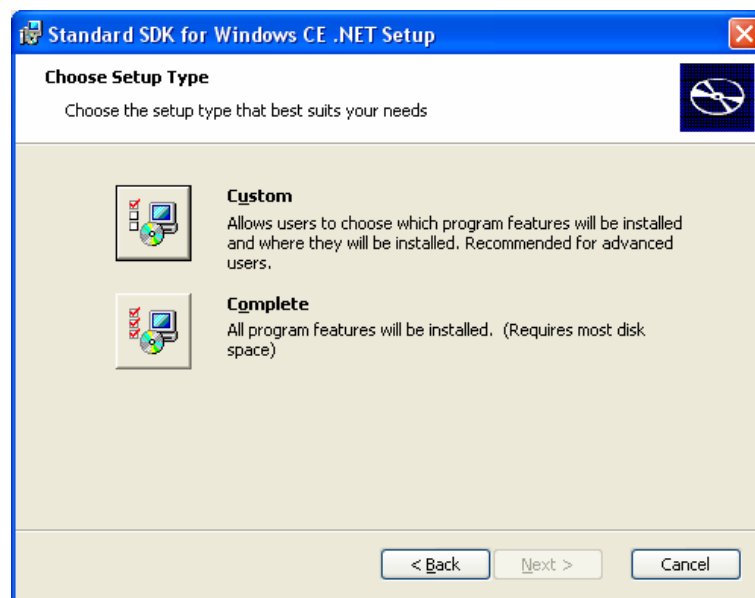 Standard SDK for Windows CE .NET Setup
Choose Setup Type
Choose the setup type that best suits your needs
Custom
Allows users to choose which program features will be installed
and where they will be installed. Recommended for advanced
users.
Complete
All program features will be installed.  (Requires most disk
space)
< Back
Next >
Cancel